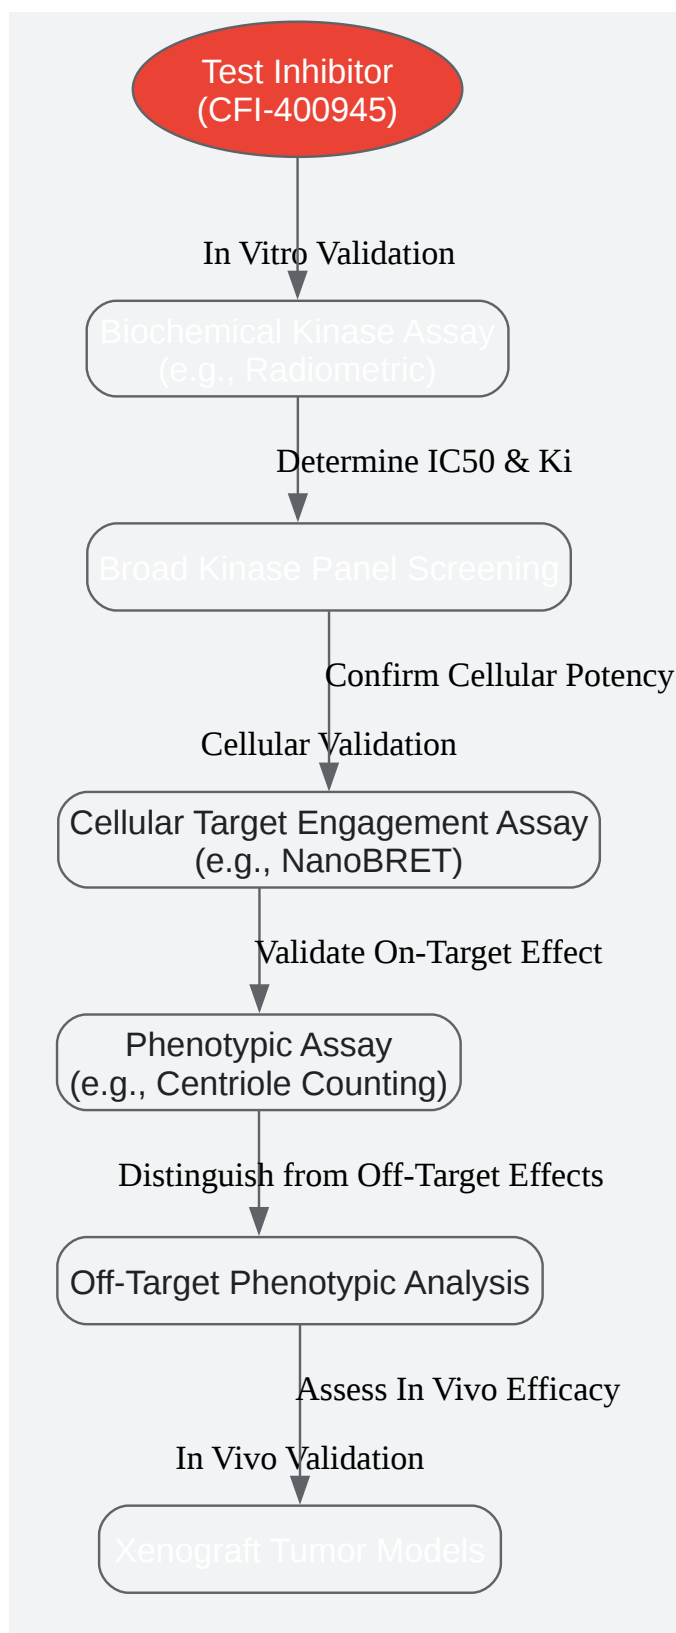 Test Inhibitor
(CFI-400945)
In Vitro Validation
Biochemical Kinase Assay
(e.g., Radiometric)
Determine IC50 & Ki
Broad Kinase Panel Screening
Confirm Cellular Potency
Cellular Validation
Cellular Target Engagement Assay
(e.g., NanoBRET)
Validate On-Target Effect
Phenotypic Assay
(e.g., Centriole Counting)
Distinguish from Off-Target Effects
Off-Target Phenotypic Analysis
Assess In Vivo Efficacy
In Vivo Validation
Xenograft Tumor Models